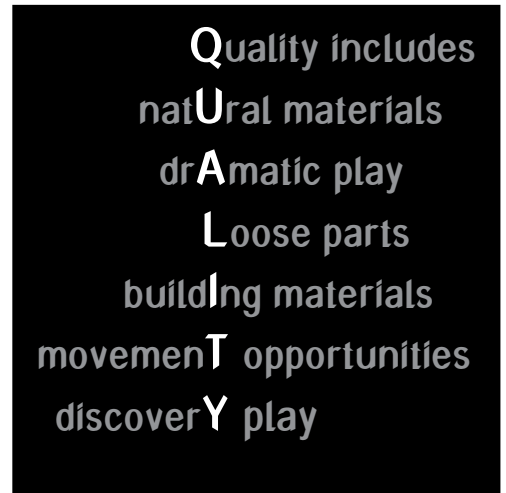 Quality includes
natUral materials
drAmatic play
Loose parts
buildIng materials
movemenT opportunities
discoverY play